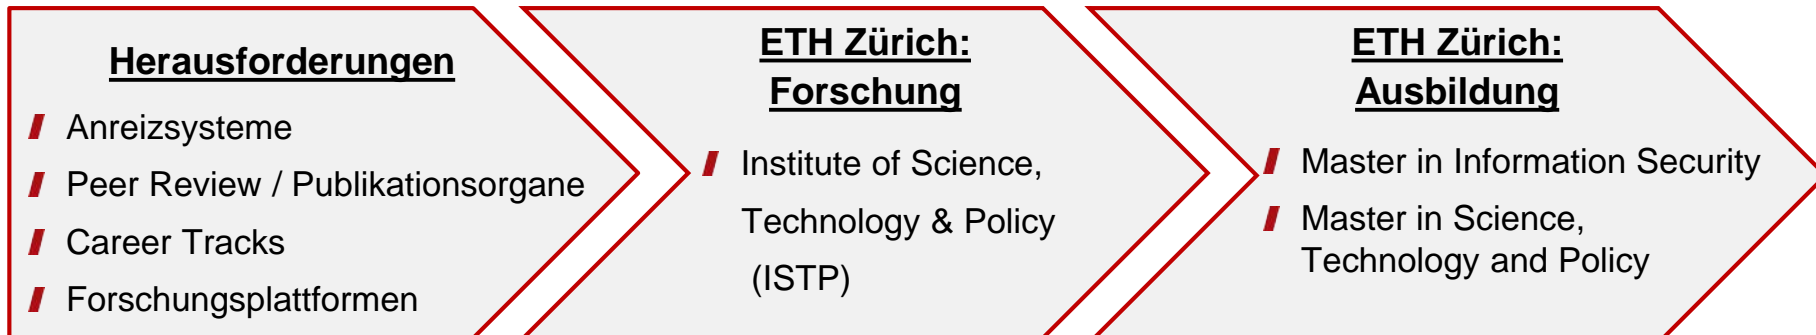 Herausforderungen
Anreizsysteme
Peer Review / Publikationsorgane
Career Tracks
Forschungsplattformen
ETH Zürich:
Forschung
Institute of Science,
Technology & Policy
(ISTP)
ETH Zürich:
Ausbildung
Master in Information Security
Master in Science,
Technology and Policy